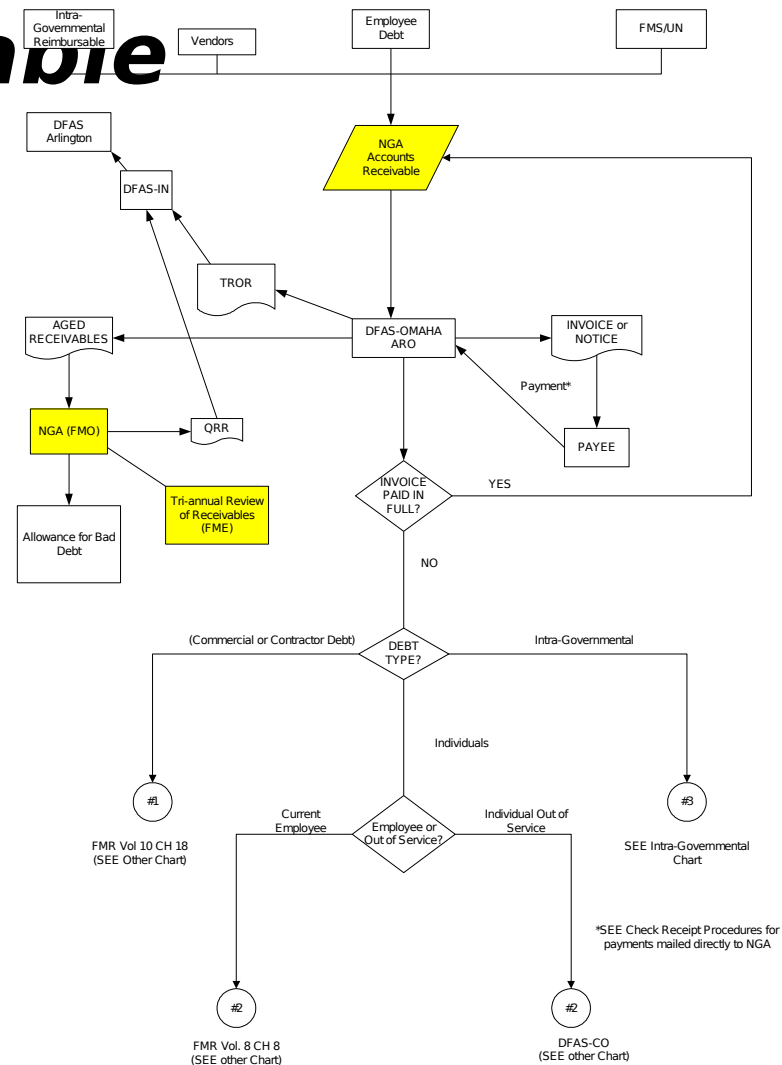 Intra-
Governmental
Reimbursable
Vendors
Employee
Debt
FMS/UN
able
DFAS
Arlington
NGA
Accounts
Receivable
DFAS-IN
TROR
AGED
RECEIVABLES
DFAS-OMAHA
ARO
INVOICE or
NOTICE
Payment*
NGA (FMO)
QRR
PAYEE
INVOICE
PAID IN
FULL?
YES
Tri-annual Review
of Receivables
(FME)
Allowance for Bad
Debt
NO
(Commercial or Contractor Debt)
DEBT
TYPE?
Intra-Governmental
Individuals
#1
#3
Current
Employee
Employee or
Out of Service?
Individual Out of
Service
FMR Vol 10 CH 18
(SEE Other Chart)
SEE Intra-Governmental
Chart
*SEE Check Receipt Procedures for
payments mailed directly to NGA
#2
#2
FMR Vol. 8 CH 8
(SEE other Chart)
DFAS-CO
(SEE other Chart)